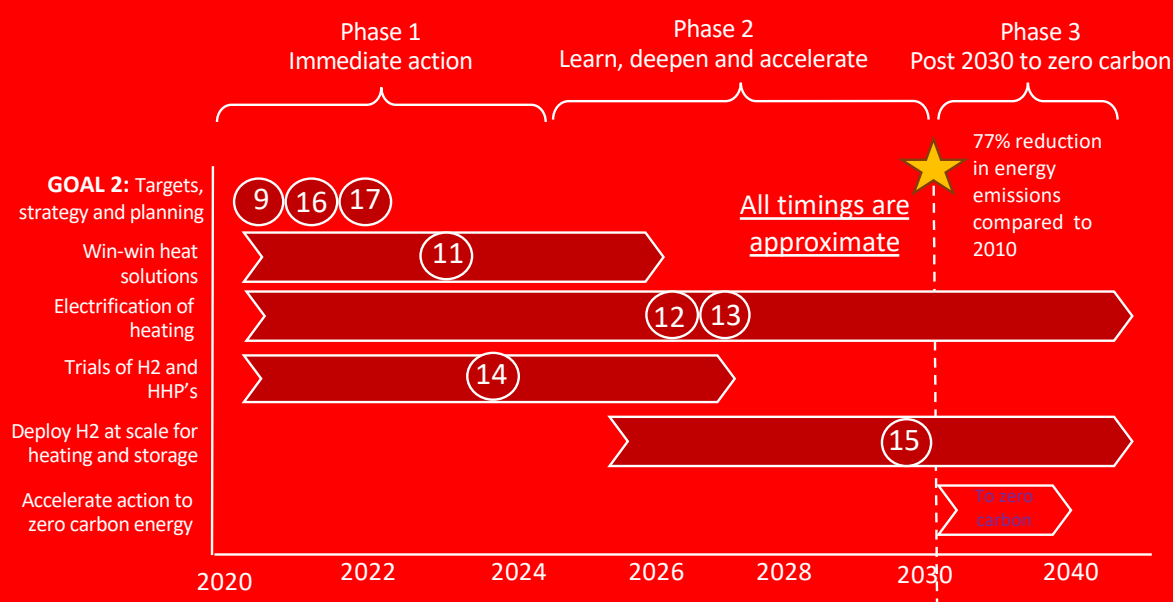 Phase 1
Immediate action
Phase 2
Learn, deepen and accelerate
Phase 3
Post 2030 to zero carbon
77% reduction
in energy
emissions
compared to
2010
All timings are
approximate
GOAL 2: Targets,
strategy and planning
9
16
17
Win-win heat
solutions
11
Electrification of
heating
12
13
Trials of H2 and
HHP's
14
Deploy H2 at scale for
heating and storage
15
Accelerate action to
zero carbon energy
To zero
carbon
2020
2022
2024
2026
2028
2030
2040